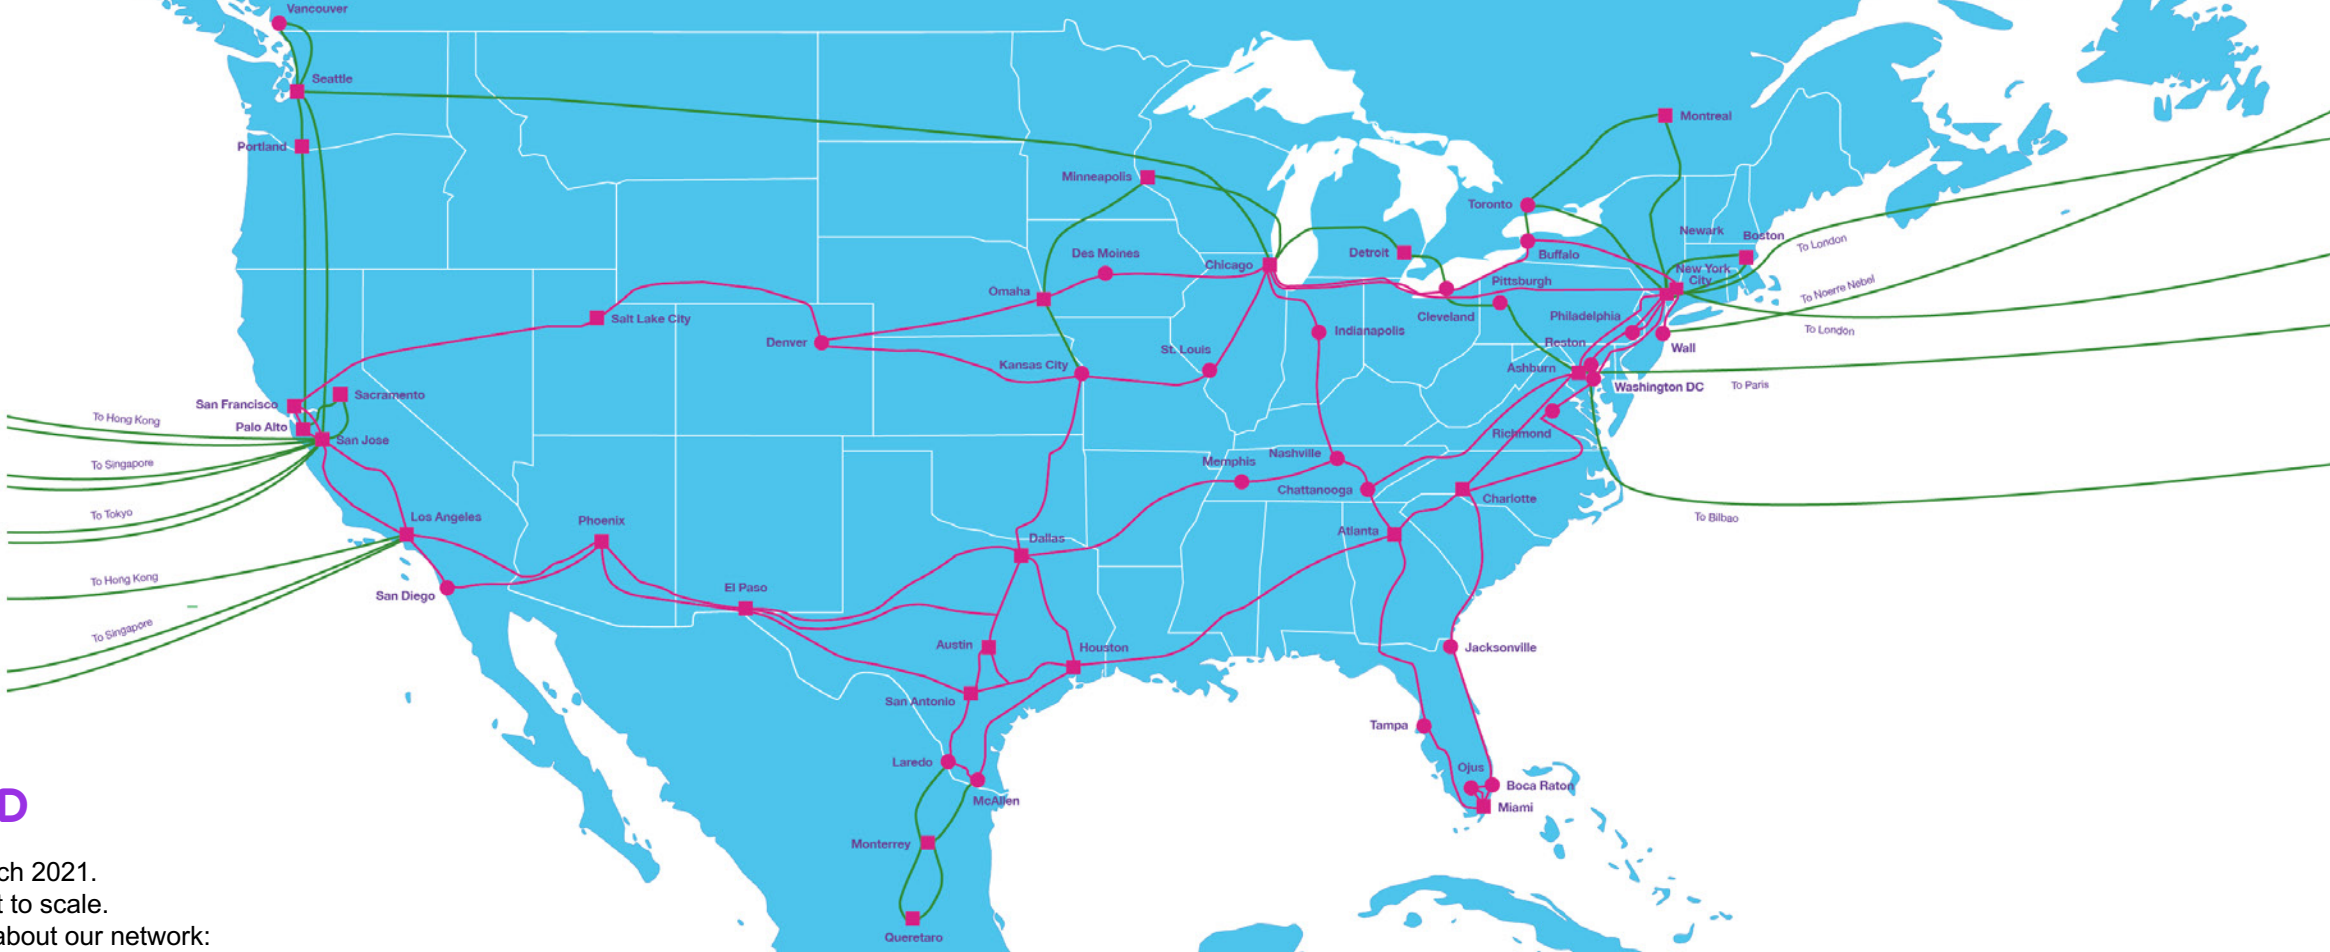 Vancouver
Seattle
Portland
Montreal
Minneapolis
Toronto
Newark
Boston
Des Moines
Chicago
Detroit
Buffalo
To London
Omaha
Pittsburgh
New York
City
To Noerre Nebel
Salt Lake City
Cleveland
Philadelphia
To London
Denver
Indianapolis
St. Louis
Reston
Wall
Kansas City
Ashburn
Washington DC
To Paris
Sacramento
San Francisco
To Hong Kong
Palo Alto
San Jose
Richmond
To Singapore
Memphis
Nashville
Chattanooga
Charlotte
To Tokyo
Los Angeles
Phoenix
To Bilbao
Dallas
Atlanta
To Hong Kong
San Diego
El Paso
To Singapore
Austin
Houston
Jacksonville
San Antonio
Tampa
Laredo
Ojus
Boca Raton
McAllen
Miami
D
Monterrey
ch 2021.
t to scale.
about our network:
Queretaro